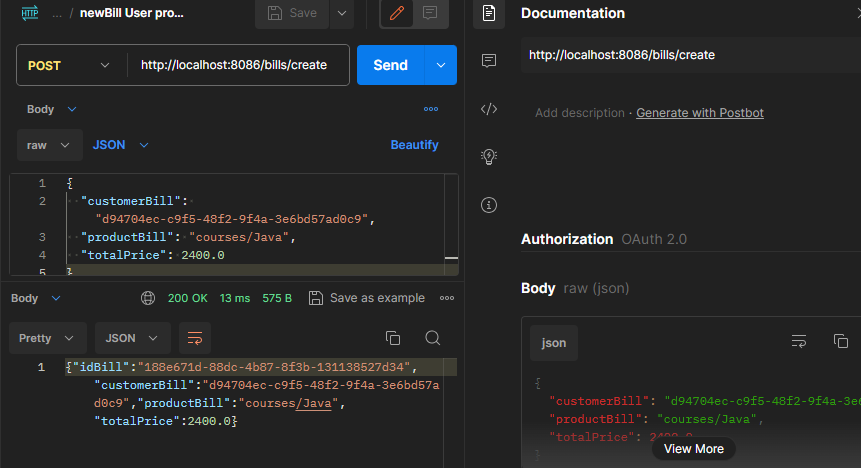 HTTP ... / newBill User pro... Save
POST http://localhost:8086/bills/create Send
Body
raw JSON Beautify
1 {
2 "customerBill":
"d94704ec-c9f5-48f2-9f4a-3e6bd57ad0c9",
3 "productBill": "courses/Java",
4 "totalPrice": 2400.0
5 }
Body 200 OK 13 ms 575 B Save as example
Pretty JSON
1 {"idBill":"188e671d-88dc-4b87-8f3b-131138527d34",
"customerBill":"d94704ec-c9f5-48f2-9f4a-3e6bd57a
d0c9","productBill":"courses/Java",
"totalPrice":2400.0}
Documentation
http://localhost:8086/bills/create
Add description · Generate with Postbot
Authorization OAuth 2.0
Body raw (json)
json
{
"customerBill": "d94704ec-c9f5-48f2-9f4a-3e6
"productBill": "courses/Java",
"totalPrice": 2400.0
}
View More